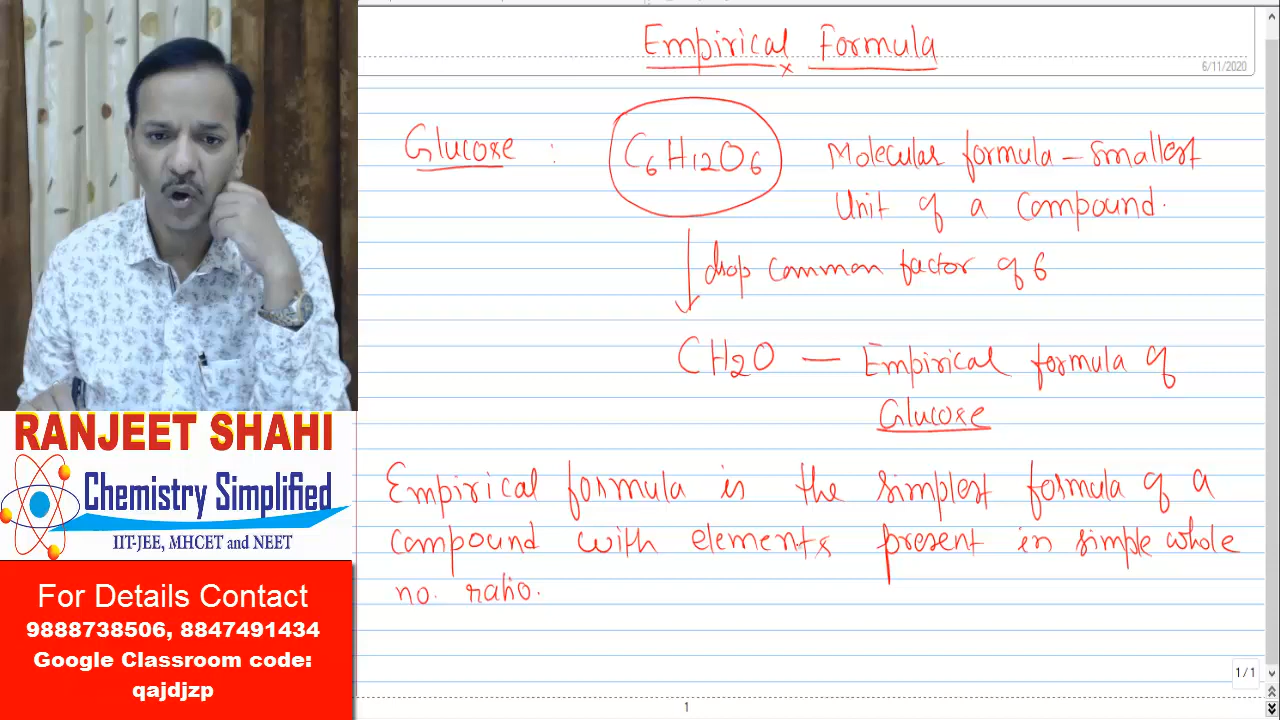 Empirical Formula
6/11/2020
Glucose : C6H12O6 Molecular formula – smallest
Unit of a compound.
drop common factor of 6
CH2O — Empirical formula of
Glucose
Empirical formula is the simplest formula of a
compound with elements present in simple whole
no. ratio.
1/1
1
RANJEET SHAHI
Chemistry Simplified
IIT-JEE, MHCET and NEET
For Details Contact
9888738506, 8847491434
Google Classroom code:
qajdjzp